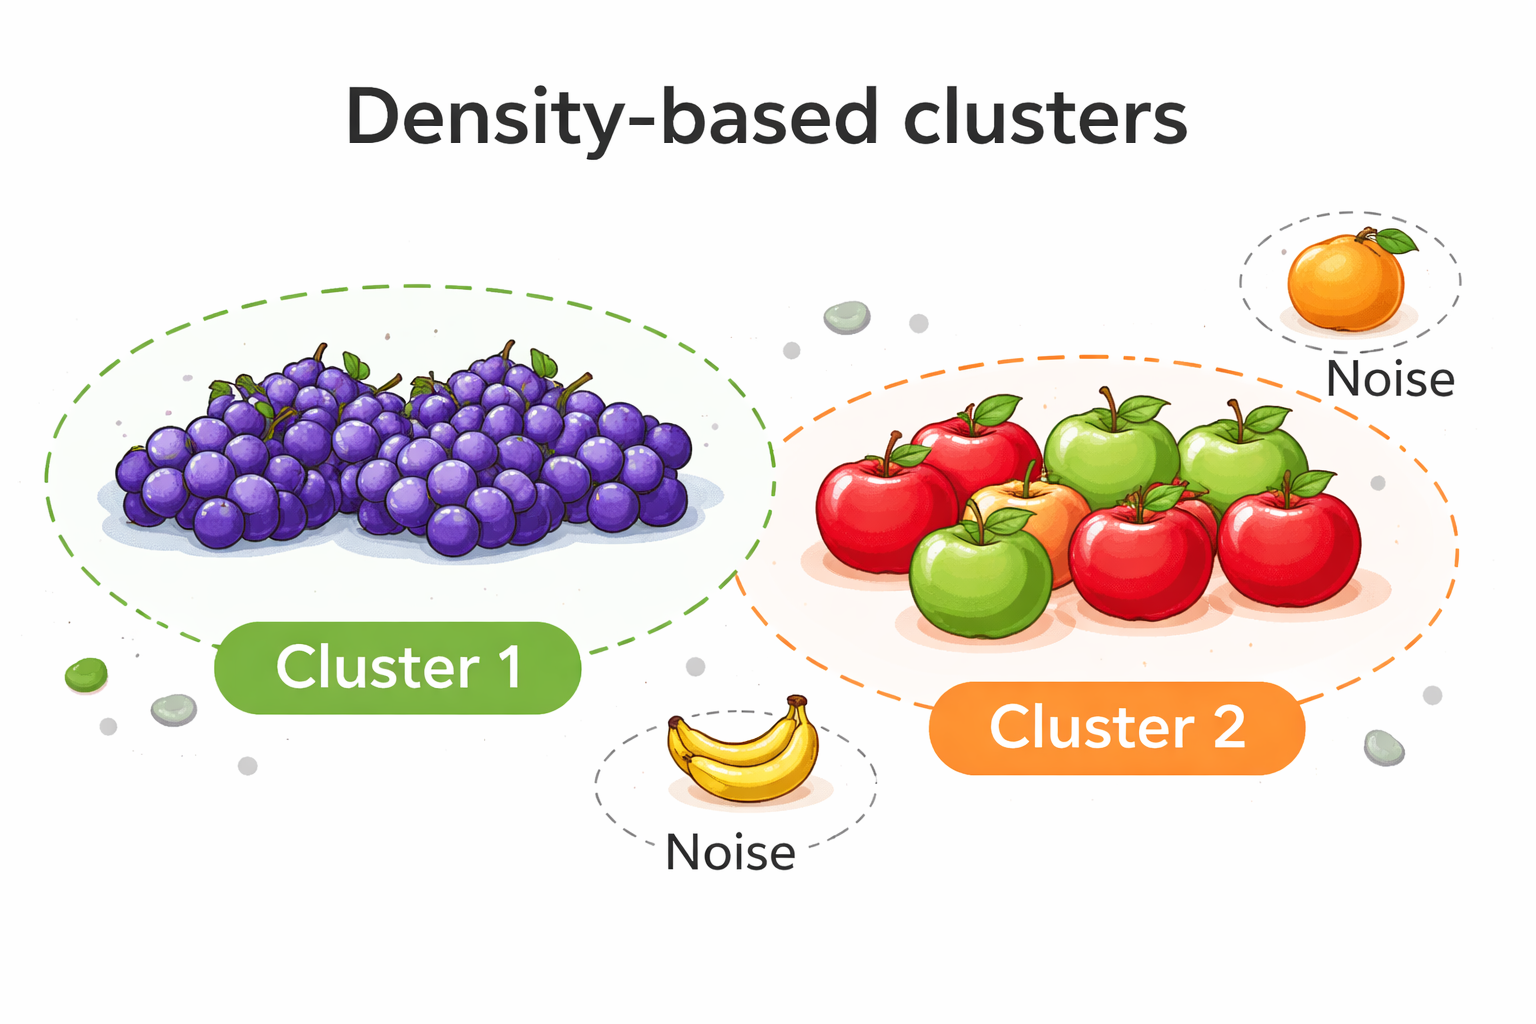 Density-based clusters
Noise
Cluster 1
Cluster 2
Noise